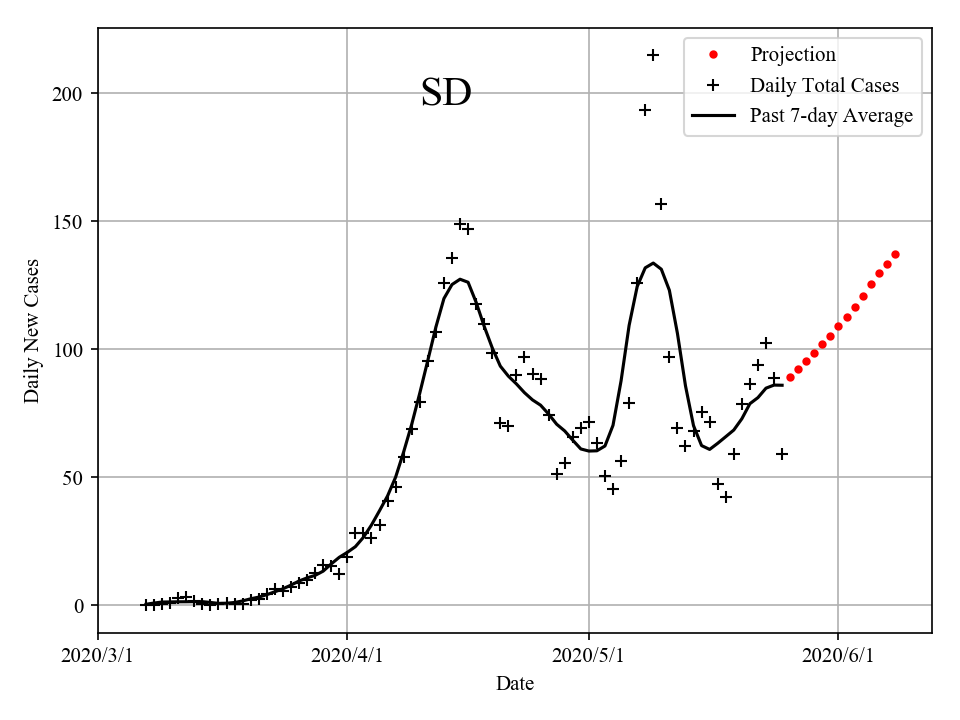 SD
Projection
Daily Total Cases
Past 7-day Average
Daily New Cases
200
150
100
50
0
2020/3/1
2020/4/1
2020/5/1
2020/6/1
Date